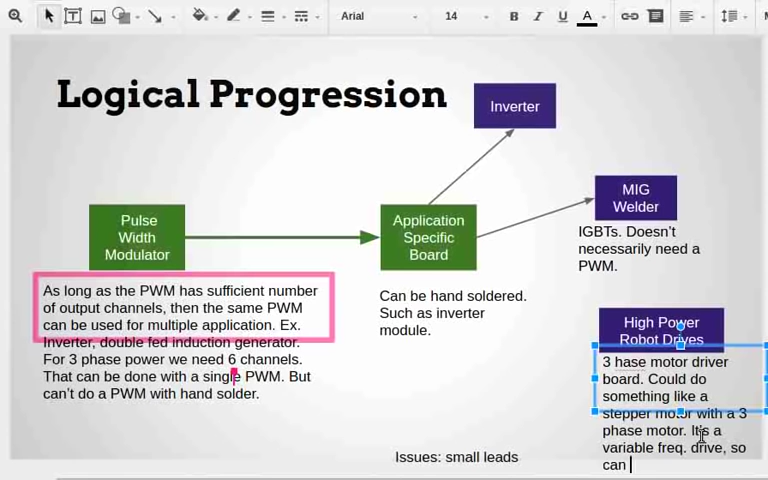 Arial
14
B I U A
Logical Progression
Inverter
MIG
Welder
Pulse
Width
Modulator
Application
Specific
Board
IGBTs. Doesn't
necessarily need a
PWM.
As long as the PWM has sufficient number
of output channels, then the same PWM
can be used for multiple application. Ex.
Inverter, double fed induction generator.
For 3 phase power we need 6 channels.
That can be done with a single PWM. But
can't do a PWM with hand solder.
Can be hand soldered.
Such as inverter
module.
High Power
Robot Drives
3 hase motor driver
board. Could do
something like a
stepper motor with a 3
phase motor. It's a
variable freq. drive, so
can
Issues: small leads